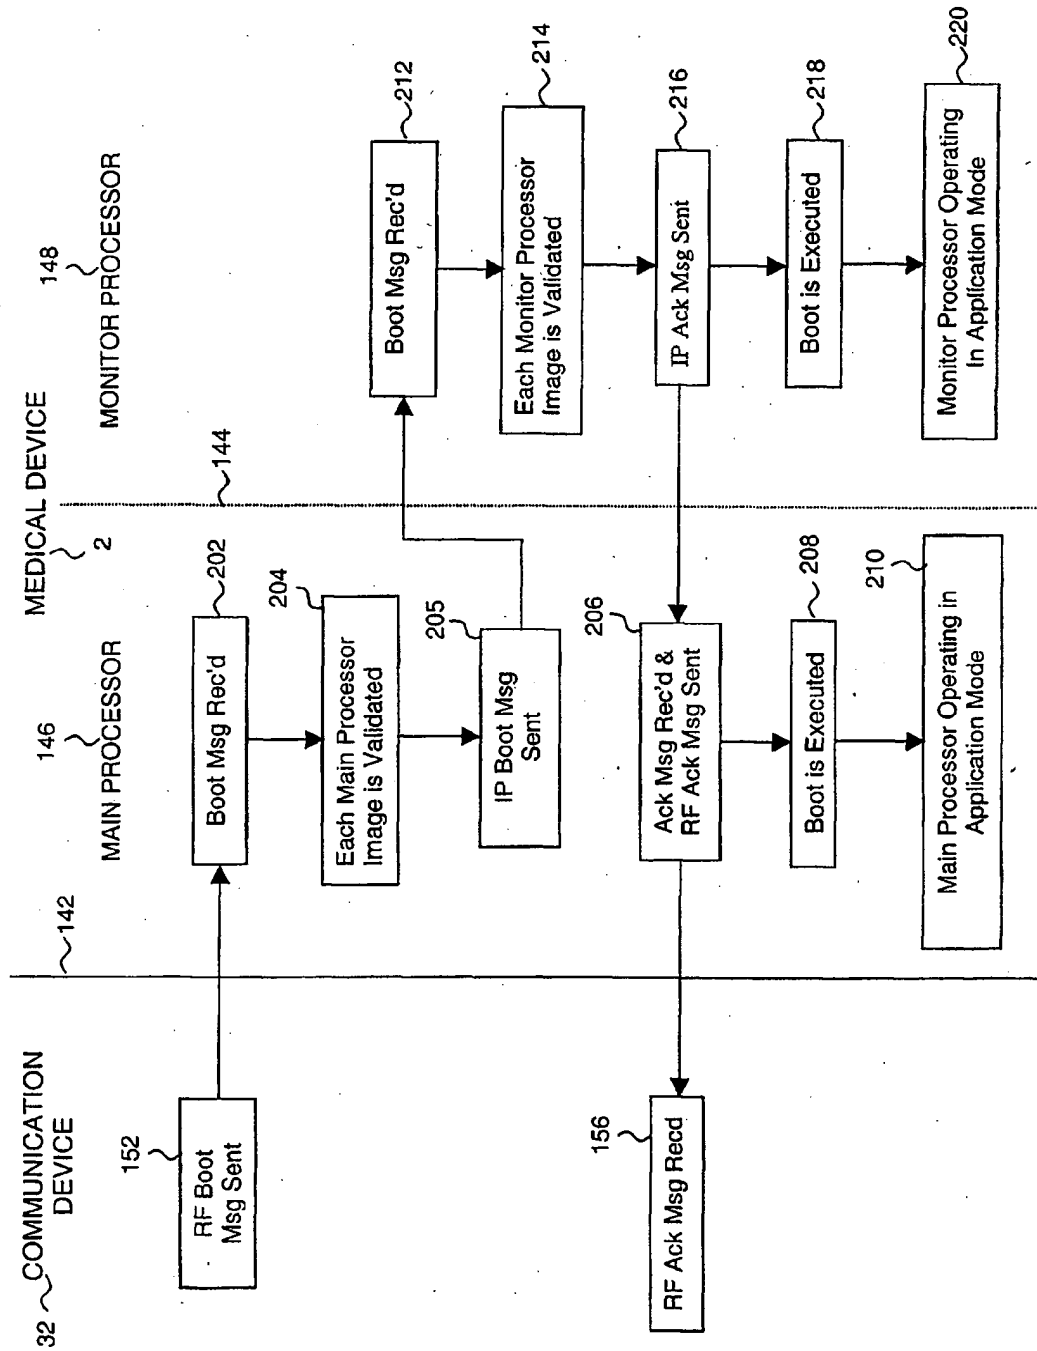 MEDICAL DEVICE
2
32 COMMUNICATION
DEVICE
142
MAIN PROCESSOR
146
144
MONITOR PROCESSOR
148
152
RF Boot
Msg Sent
202
Boot Msg Rec'd
204
Each Main Processor
Image is Validated
205
IP Boot Msg
Sent
212
Boot Msg Rec'd
214
Each Monitor Processor
Image is Validated
216
IP Ack Msg Sent
206
Ack Msg Rec'd &
RF Ack Msg Sent
156
RF Ack Msg Recd
208
Boot is Executed
218
Boot is Executed
210
Main Processor Operating in
Application Mode
220
Monitor Processor Operating
In Application Mode